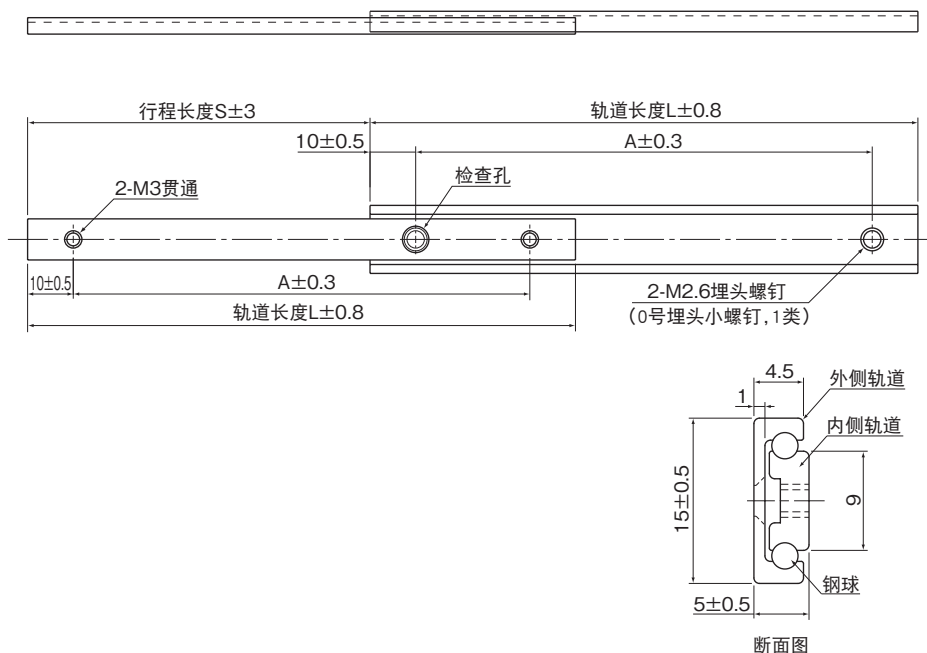 行程长度S±3
轨道长度L±0.8
10±0.5
A±0.3
检查孔
2-M3贯通
10±0.5
A±0.3
2-M2.6埋头螺钉
轨道长度L±0.8
(0号埋头小螺钉,1类)
4.5
外侧轨道
1
内侧轨道
15±0.5
9
钢球
5±0.5
断面图